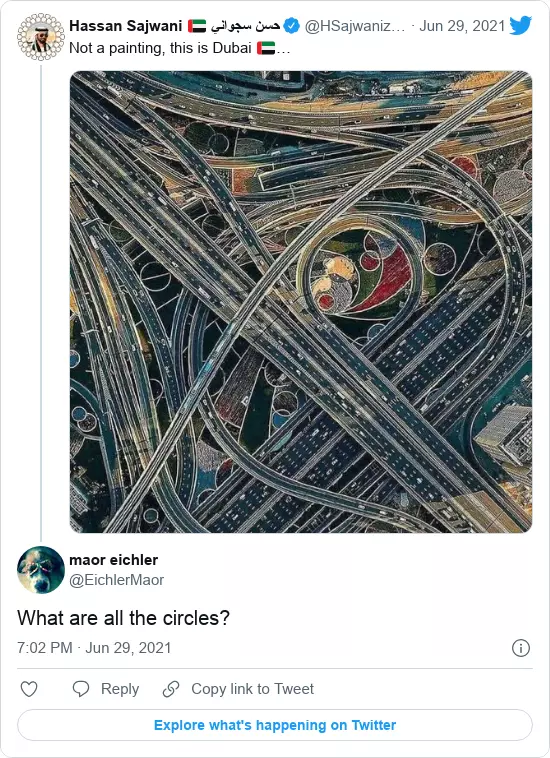 Hassan Sajwani 🇦🇪 حسن سجواني @HSajwaniz… · Jun 29, 2021
Not a painting, this is Dubai 🇦🇪…
maor eichler
@EichlerMaor
What are all the circles?
7:02 PM · Jun 29, 2021
Reply
Copy link to Tweet
Explore what's happening on Twitter